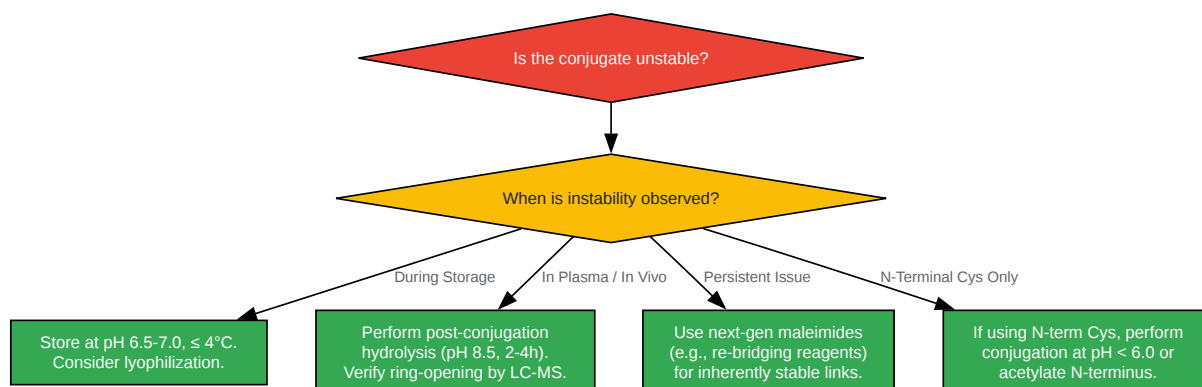 Is the conjugate unstable?
When is instability observed?
During Storage
In Plasma / In Vivo
Persistent Issue
N-Terminal Cys Only
Store at pH 6.5-7.0, ≤ 4°C.
Consider lyophilization.
Perform post-conjugation
hydrolysis (pH 8.5, 2-4h).
Verify ring-opening by LC-MS.
Use next-gen maleimides
(e.g., re-bridging reagents)
for inherently stable links.
If using N-term Cys, perform
conjugation at pH < 6.0 or
acetylate N-terminus.